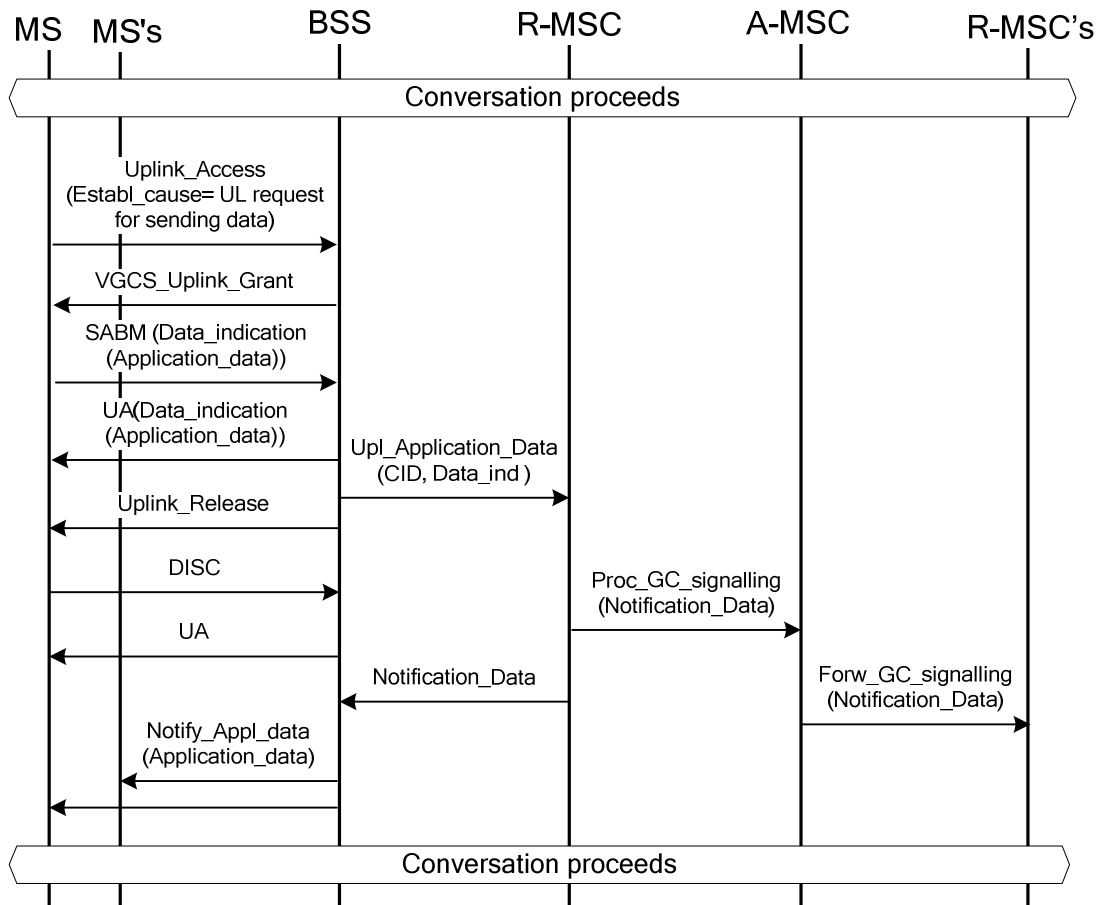 MS MS's BSS R-MSC A-MSC R-MSC’s
Conversation proceeds
Uplink_Access
(Establ_cause= UL request
for sending data)
VGCS_Uplink_Grant
SABM (Data_indication
(Application_data))
UA(Data_indication
(Application_data))
Upl_Application_Data
(CID, Data_ind )
Uplink_Release
DISC
Proc_GC_signalling
(Notification_Data)
UA
Notification_Data
Forw_GC_signalling
(Notification_Data)
Notify_Appl_data
(Application_data)
Conversation proceeds